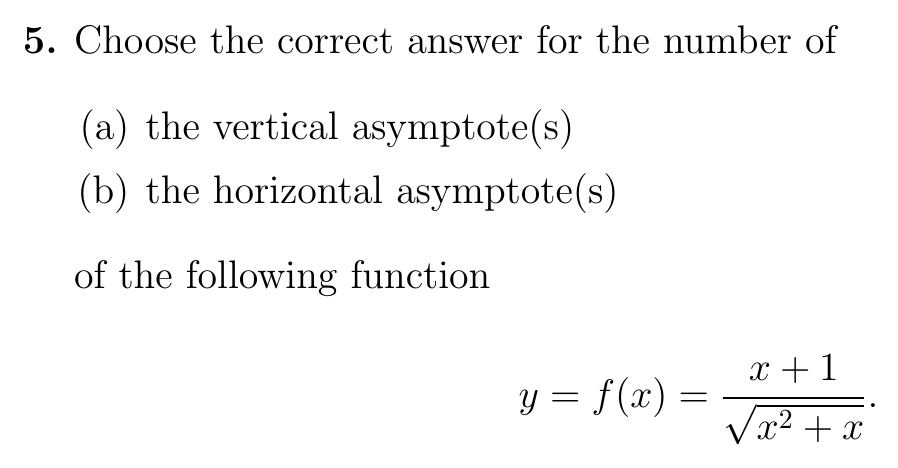 5. Choose the correct answer for the number of
(a) the vertical asymptote(s)
(b) the horizontal asymptote(s)
of the following function
y = f(x) = \frac{x + 1}{\sqrt{x^2 + x}}.